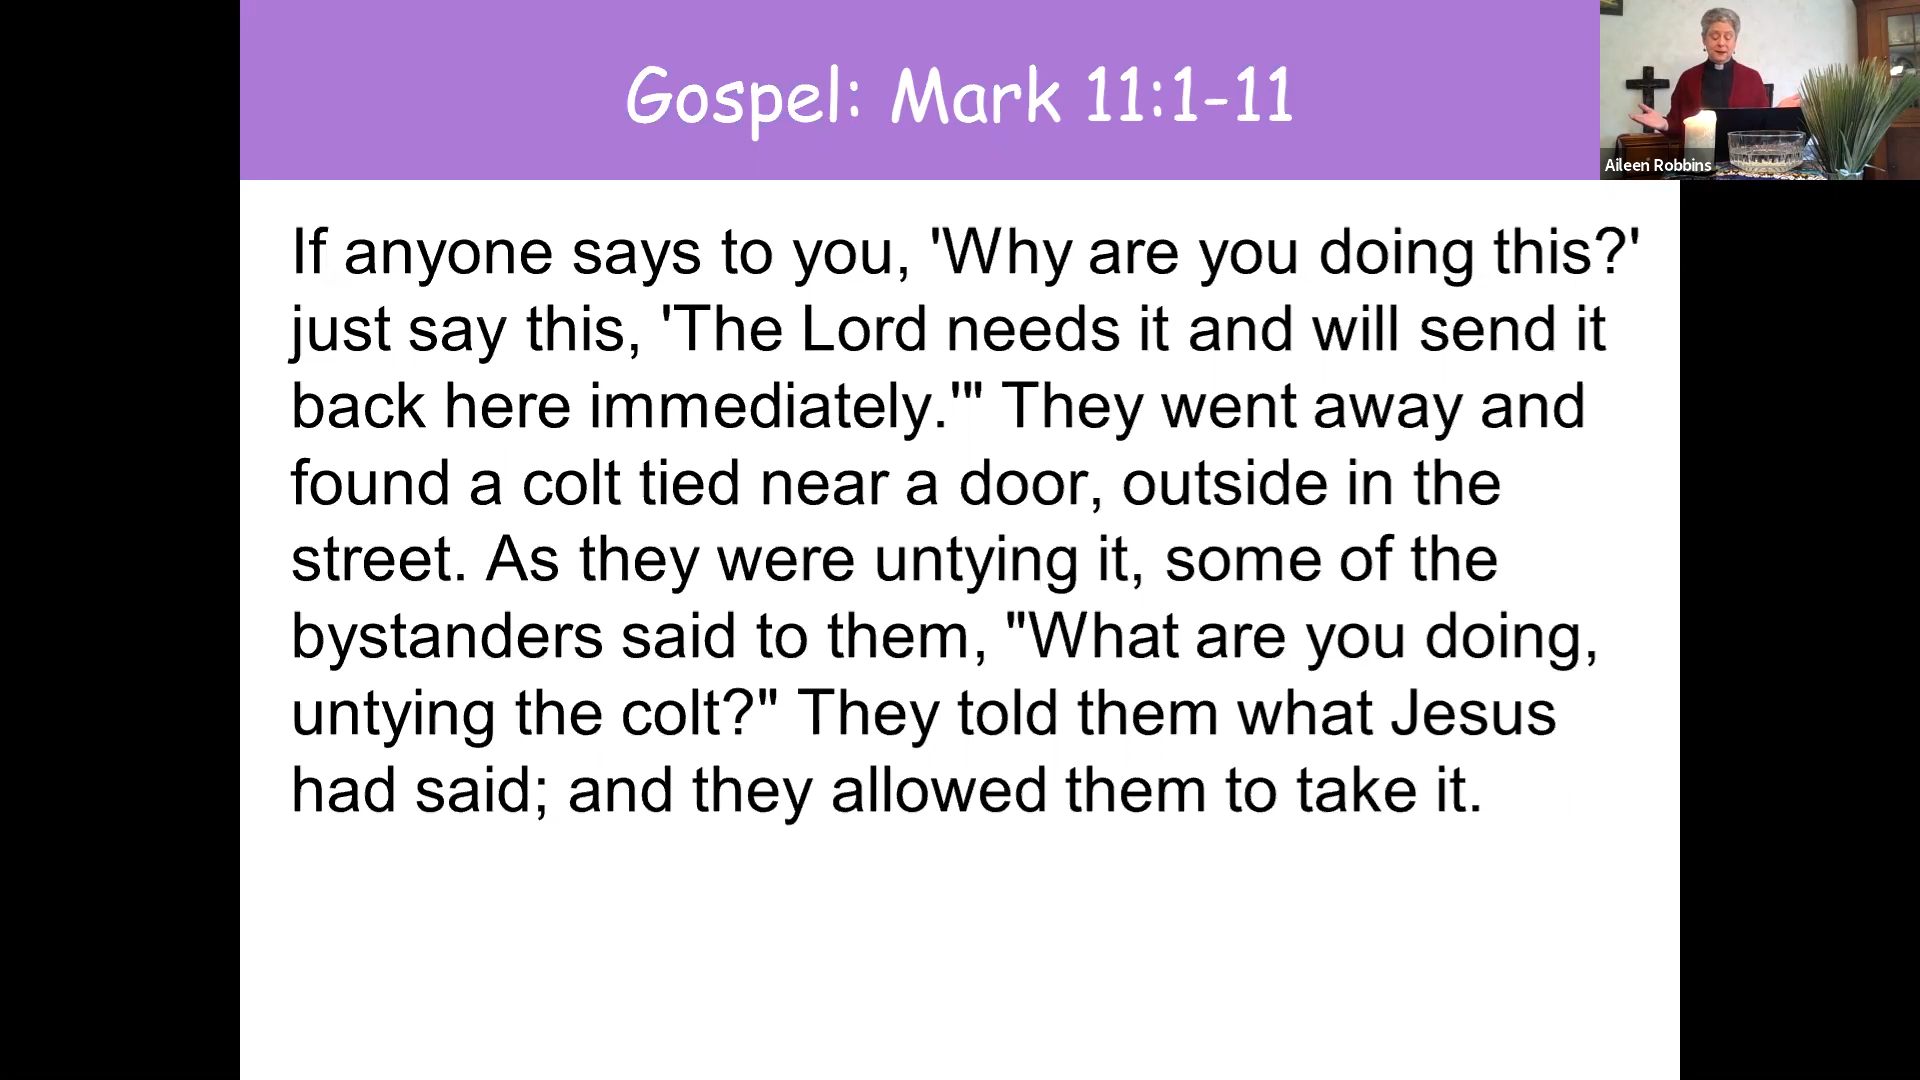 Gospel: Mark 11:1-11
Aileen Robbins
If anyone says to you, 'Why are you doing this?'
just say this, 'The Lord needs it and will send it
back here immediately.'" They went away and
found a colt tied near a door, outside in the
street. As they were untying it, some of the
bystanders said to them, "What are you doing,
untying the colt?" They told them what Jesus
had said; and they allowed them to take it.